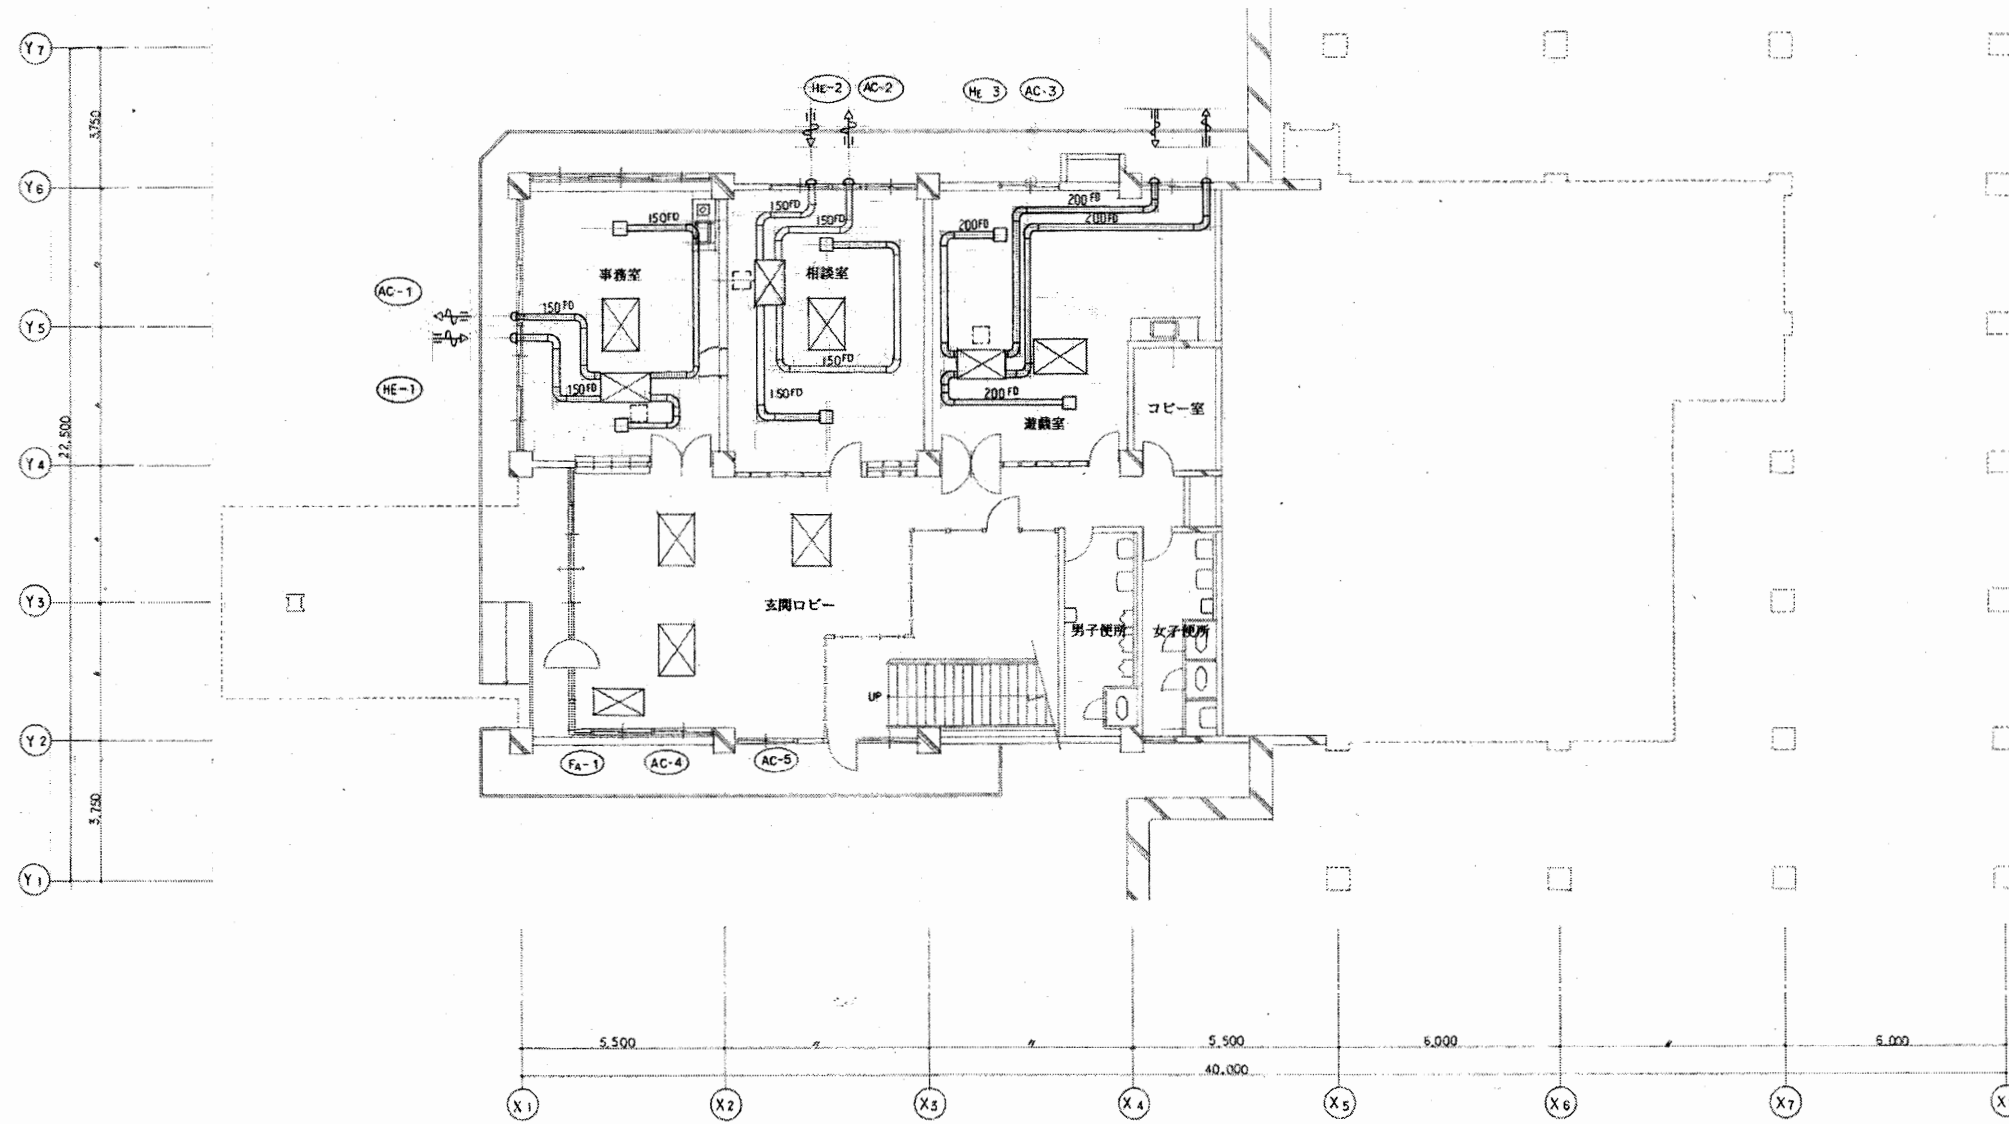 Y7
HE-2 AC-2 HE 3 AC-3
3,750
Y6
200FD
150FD 150FD 150FD 200FD 200FD
事務室 相談室
AC-1
150FD
Y5
150FD
HE-1 150FD 150FD 200FD
コピー室
遊戯室
22,500
Y4
Y3
玄関ロビー
男子便所 女子便所
UP
Y2
FA-1 AC-4 AC-5
3,750
Y1
5,500 〃 〃 5,500 6,000 〃 6,000
40,000
X1 X2 X3 X4 X5 X6 X7 X